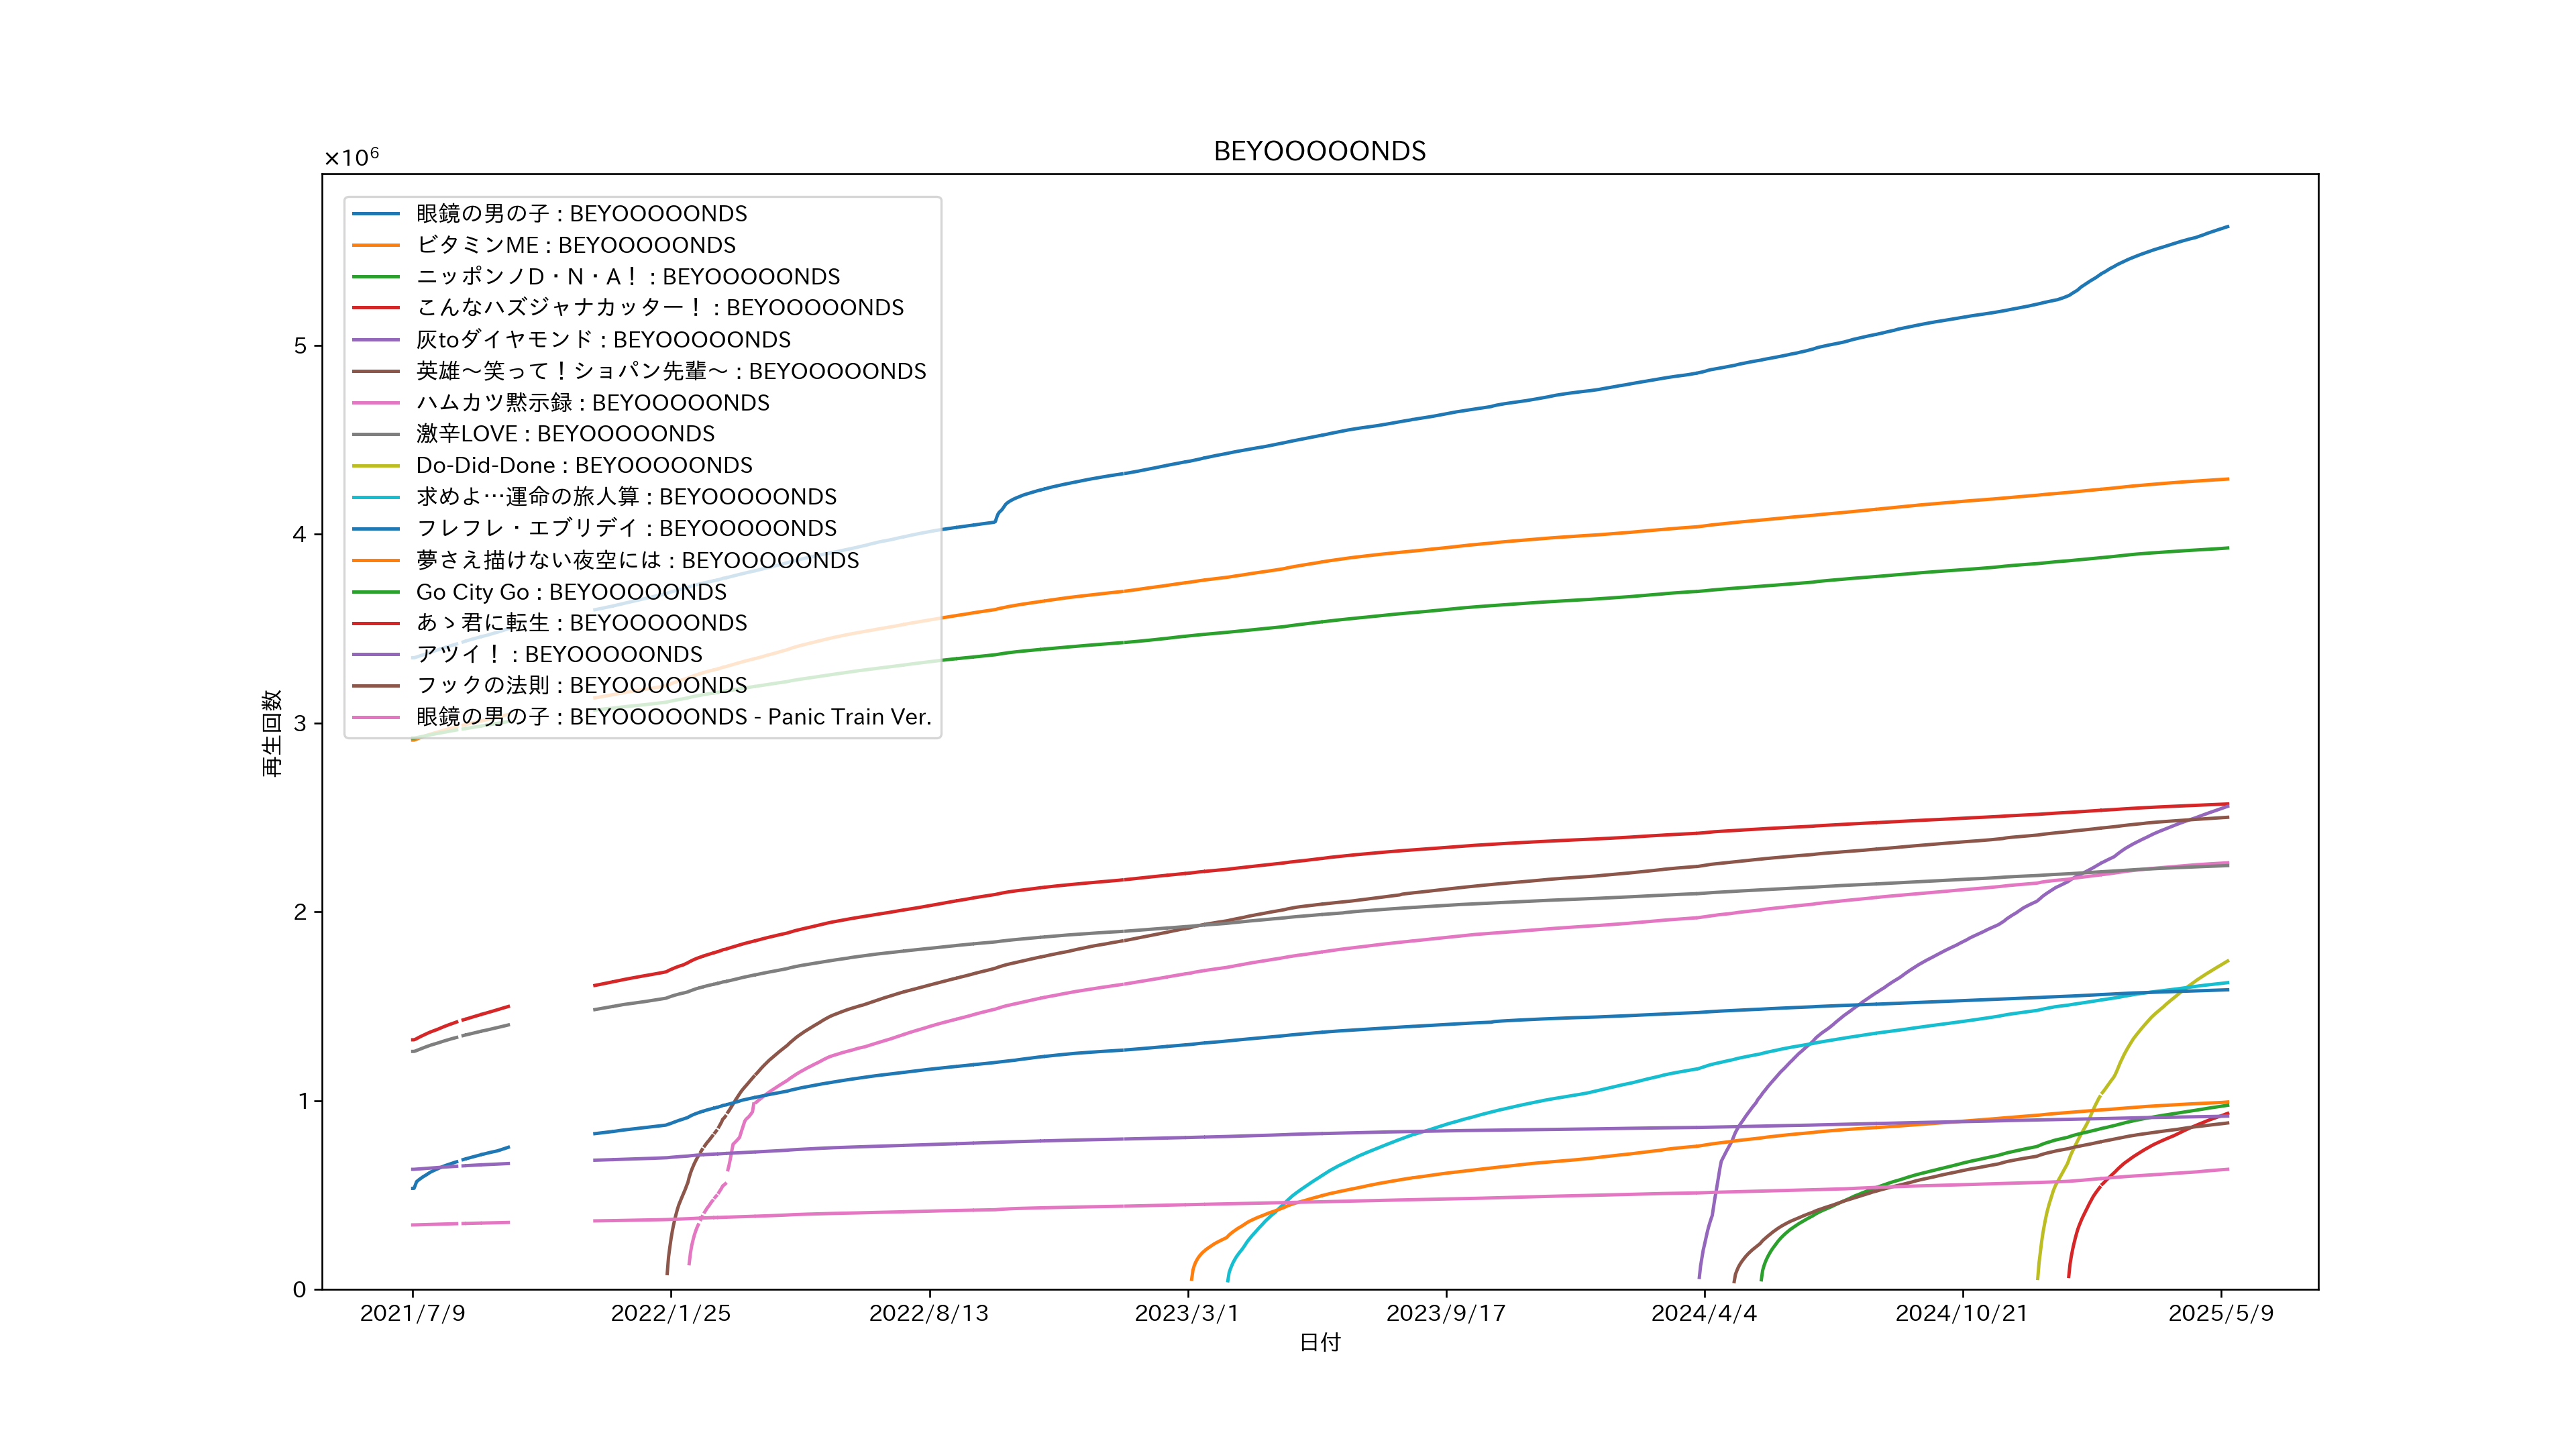 BEYOOOOONDS
×10⁶
眼鏡の男の子 : BEYOOOOONDS
ビタミンME : BEYOOOOONDS
ニッポンノD・N・A！ : BEYOOOOONDS
こんなハズジャナカッター！ : BEYOOOOONDS
灰toダイヤモンド : BEYOOOOONDS
英雄〜笑って！ショパン先輩〜 : BEYOOOOONDS
ハムカツ黙示録 : BEYOOOOONDS
激辛LOVE : BEYOOOOONDS
Do-Did-Done : BEYOOOOONDS
求めよ…運命の旅人算 : BEYOOOOONDS
フレフレ・エブリデイ : BEYOOOOONDS
夢さえ描けない夜空には : BEYOOOOONDS
Go City Go : BEYOOOOONDS
あゝ君に転生 : BEYOOOOONDS
アツイ！ : BEYOOOOONDS
フックの法則 : BEYOOOOONDS
眼鏡の男の子 : BEYOOOOONDS - Panic Train Ver.
再生回数
5
4
3
2
1
0
2021/7/9 2022/1/25 2022/8/13 2023/3/1 2023/9/17 2024/4/4 2024/10/21 2025/5/9
日付